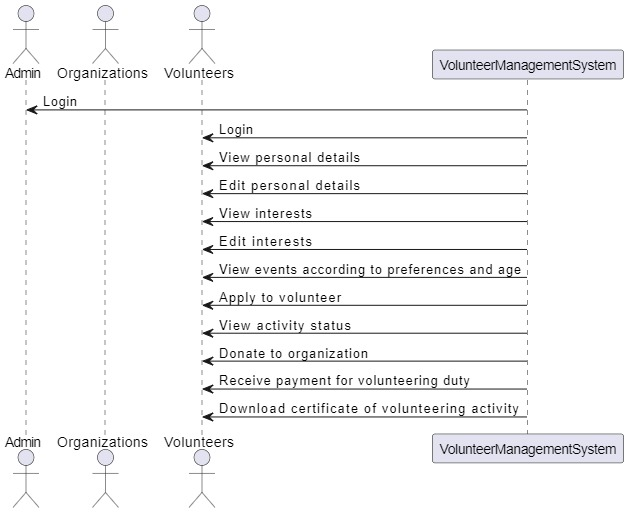 Admin Organizations Volunteers VolunteerManagementSystem
Login
Login
View personal details
Edit personal details
View interests
Edit interests
View events according to preferences and age
Apply to volunteer
View activity status
Donate to organization
Receive payment for volunteering duty
Download certificate of volunteering activity
Admin Organizations Volunteers VolunteerManagementSystem